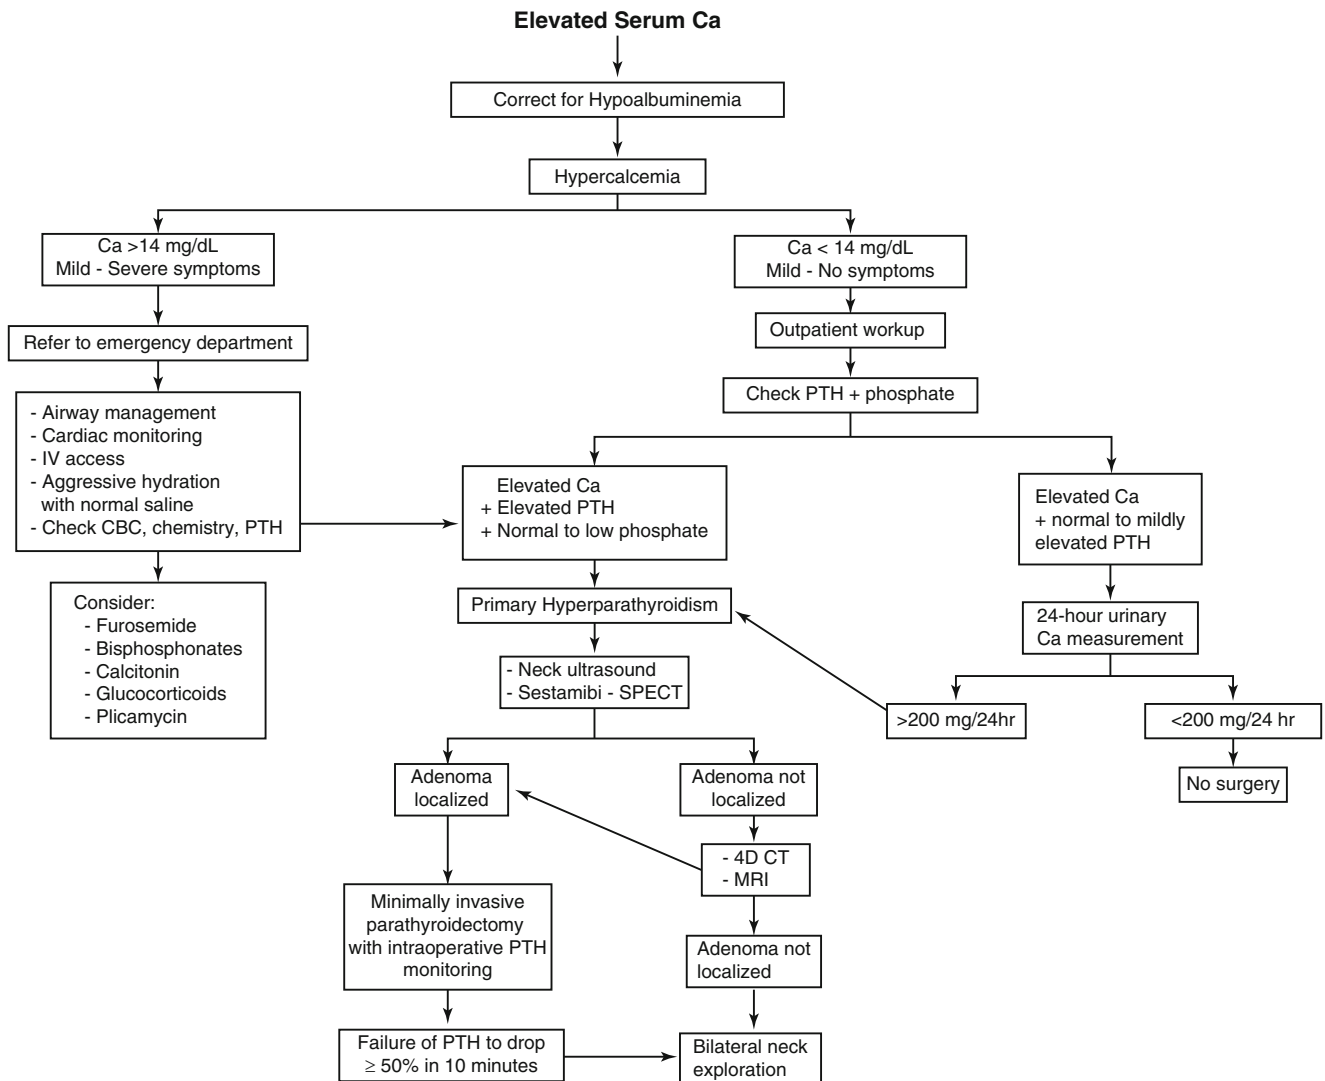 Elevated Serum Ca
Correct for Hypoalbuminemia
Hypercalcemia
Ca >14 mg/dL
Mild - Severe symptoms
Ca < 14 mg/dL
Mild - No symptoms
Refer to emergency department
Outpatient workup
Check PTH + phosphate
- Airway management
- Cardiac monitoring
- IV access
- Aggressive hydration
with normal saline
- Check CBC, chemistry, PTH
Elevated Ca
+ Elevated PTH
+ Normal to low phosphate
Elevated Ca
+ normal to mildly
elevated PTH
Consider:
- Furosemide
- Bisphosphonates
- Calcitonin
- Glucocorticoids
- Plicamycin
Primary Hyperparathyroidism
24-hour urinary
Ca measurement
- Neck ultrasound
- Sestamibi - SPECT
>200 mg/24hr
<200 mg/24 hr
No surgery
Adenoma
localized
Adenoma not
localized
- 4D CT
- MRI
Minimally invasive
parathyroidectomy
with intraoperative PTH
monitoring
Adenoma not
localized
Failure of PTH to drop
≥ 50% in 10 minutes
Bilateral neck
exploration